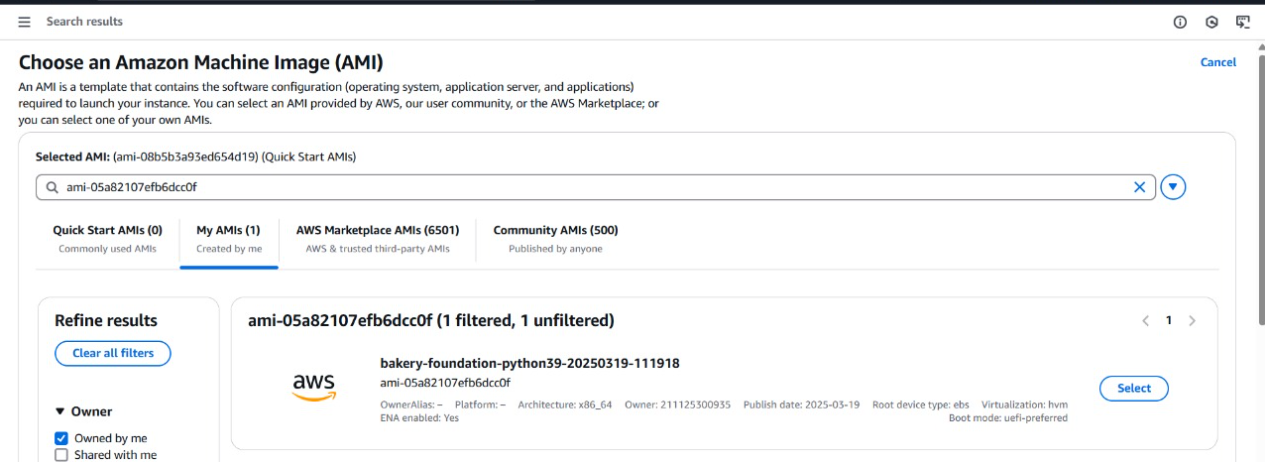 Search results
Choose an Amazon Machine Image (AMI)
Cancel
An AMI is a template that contains the software configuration (operating system, application server, and applications)
required to launch your instance. You can select an AMI provided by AWS, our user community, or the AWS Marketplace; or
you can select one of your own AMIs.
Selected AMI: (ami-08b5b3a93ed654d19) (Quick Start AMIs)
ami-05a82107efb6dcc0f
Quick Start AMIs (0)
Commonly used AMIs
My AMIs (1)
Created by me
AWS Marketplace AMIs (6501)
AWS & trusted third-party AMIs
Community AMIs (500)
Published by anyone
Refine results
Clear all filters
Owner
Owned by me
Shared with me
ami-05a82107efb6dcc0f (1 filtered, 1 unfiltered)
1
aws
bakery-foundation-python39-20250319-111918
ami-05a82107efb6dcc0f
OwnerAlias: – Platform: – Architecture: x86_64 Owner: 211125300935 Publish date: 2025-03-19 Root device type: ebs Virtualization: hvm
ENA enabled: Yes Boot mode: uefi-preferred
Select